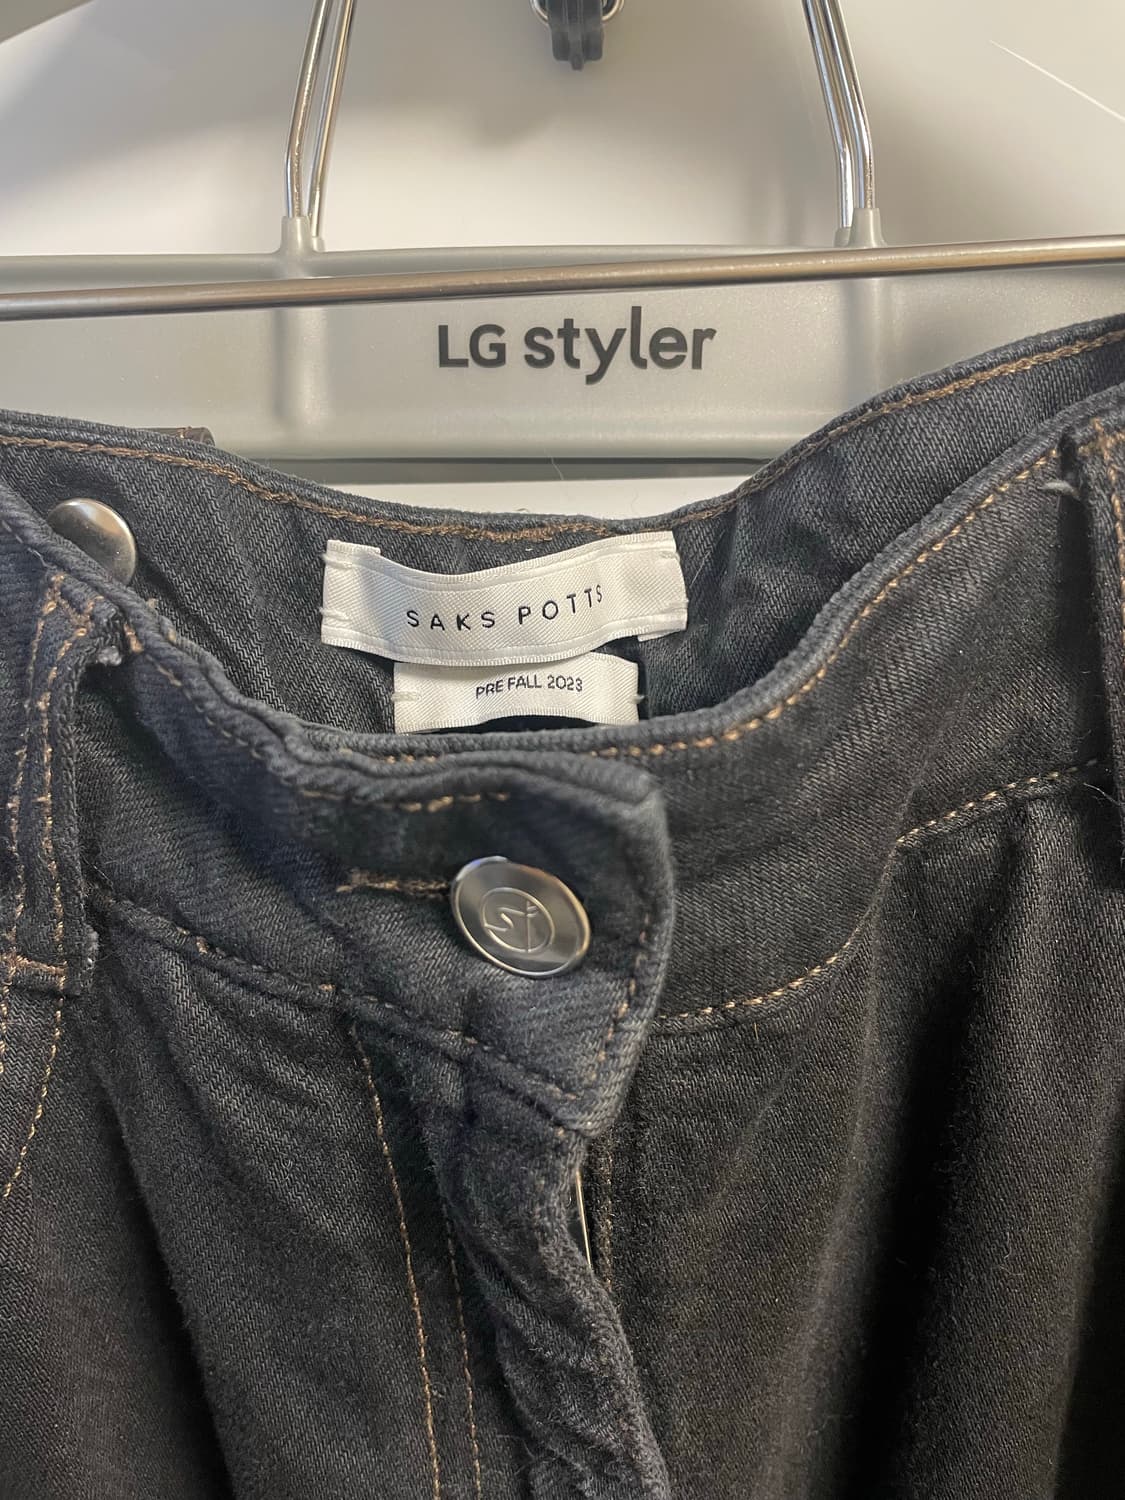 LG styler
SAKS POTTS
PRE FALL 2023